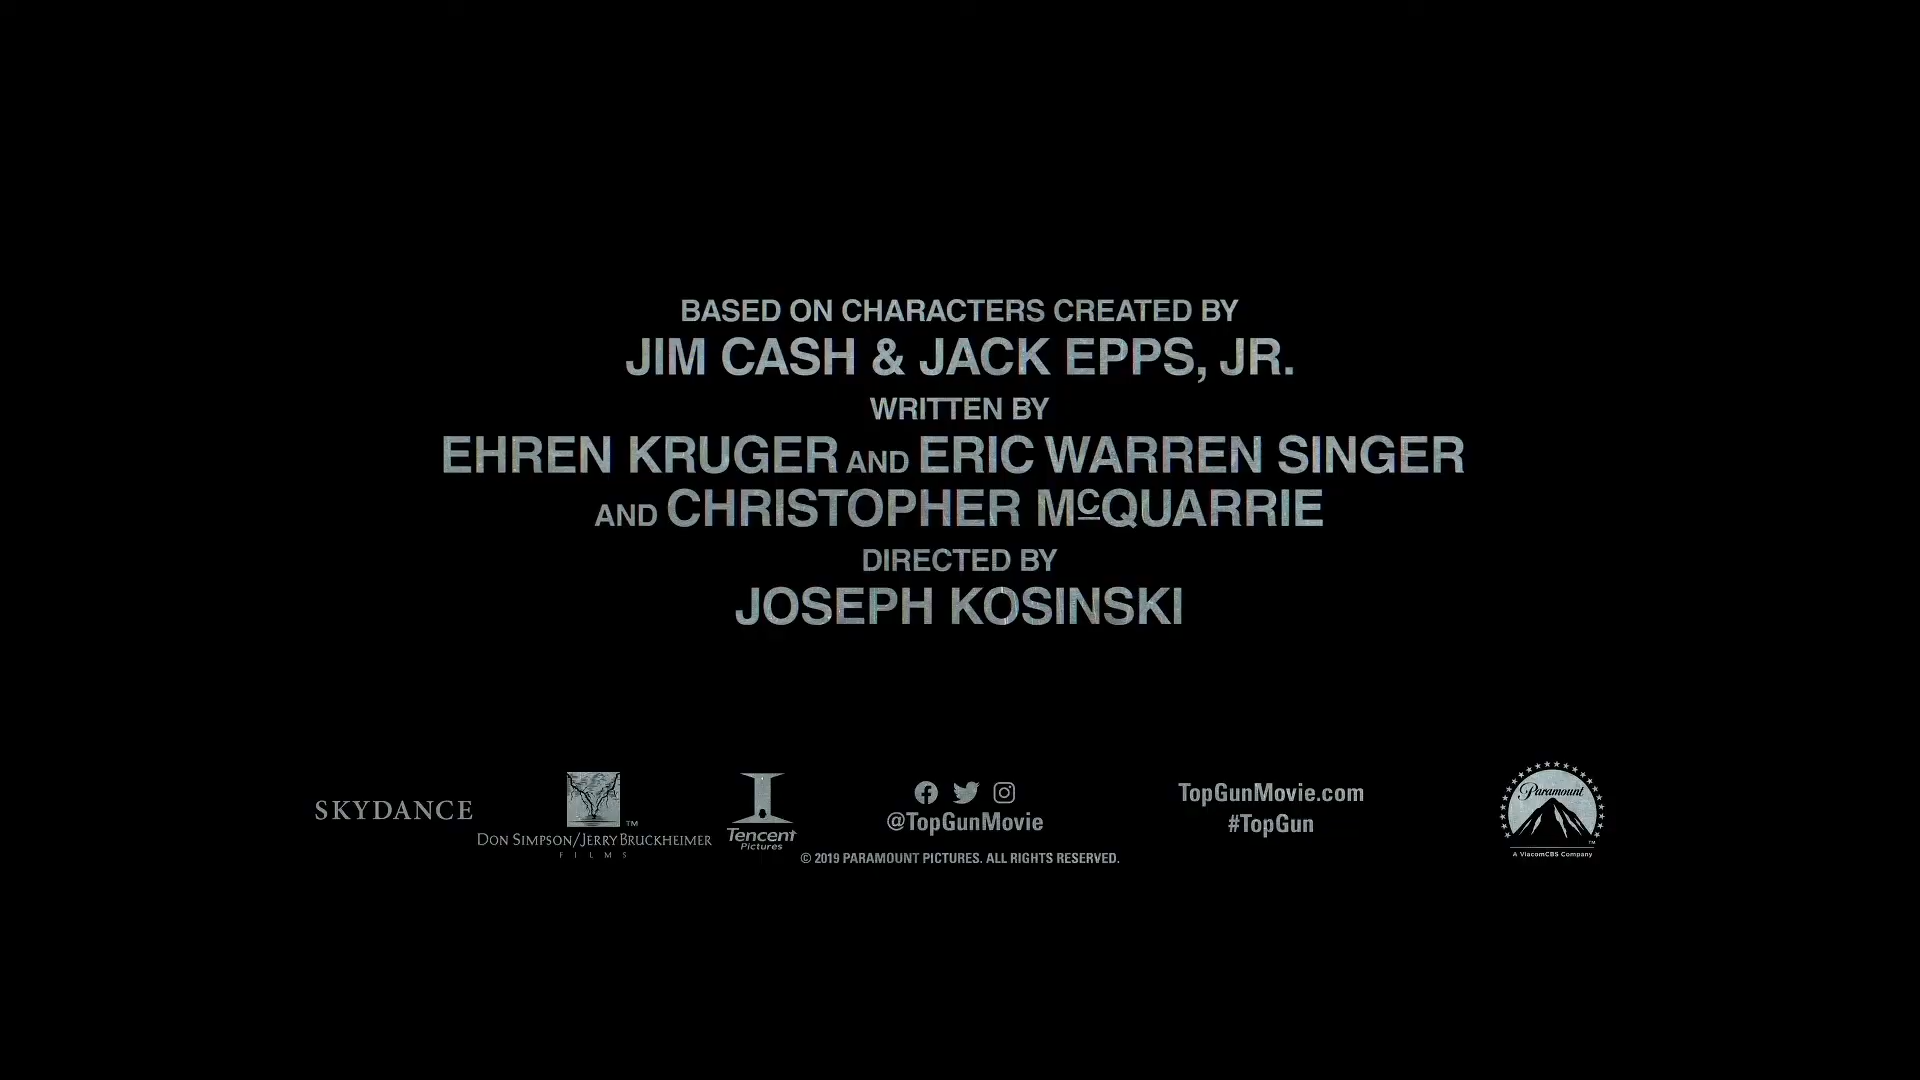 BASED ON CHARACTERS CREATED BY
JIM CASH & JACK EPPS, JR.
WRITTEN BY
EHREN KRUGER AND ERIC WARREN SINGER
AND CHRISTOPHER McQUARRIE
DIRECTED BY
JOSEPH KOSINSKI
SKYDANCE
DON SIMPSON/JERRY BRUCKHEIMER
FILMS
™
Tencent
Pictures
@TopGunMovie
© 2019 PARAMOUNT PICTURES. ALL RIGHTS RESERVED.
TopGunMovie.com
#TopGun
Paramount
™
A ViacomCBS Company